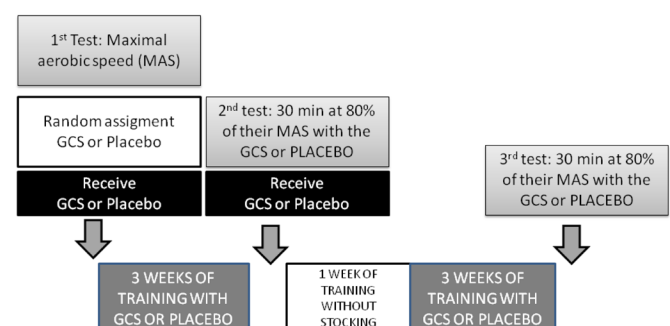 1st Test: Maximal
aerobic speed (MAS)
Random assigment
GCS or Placebo
2nd test: 30 min at 80%
of their MAS with the
GCS or PLACEBO
3rd test: 30 min at 80%
of their MAS with the
GCS or PLACEBO
Receive
GCS or Placebo
Receive
GCS or Placebo
3 WEEKS OF
TRAINING WITH
GCS OR PLACEBO
1 WEEK OF
TRAINING
WITHOUT
STOCKING
3 WEEKS OF
TRAINING WITH
GCS OR PLACEBO